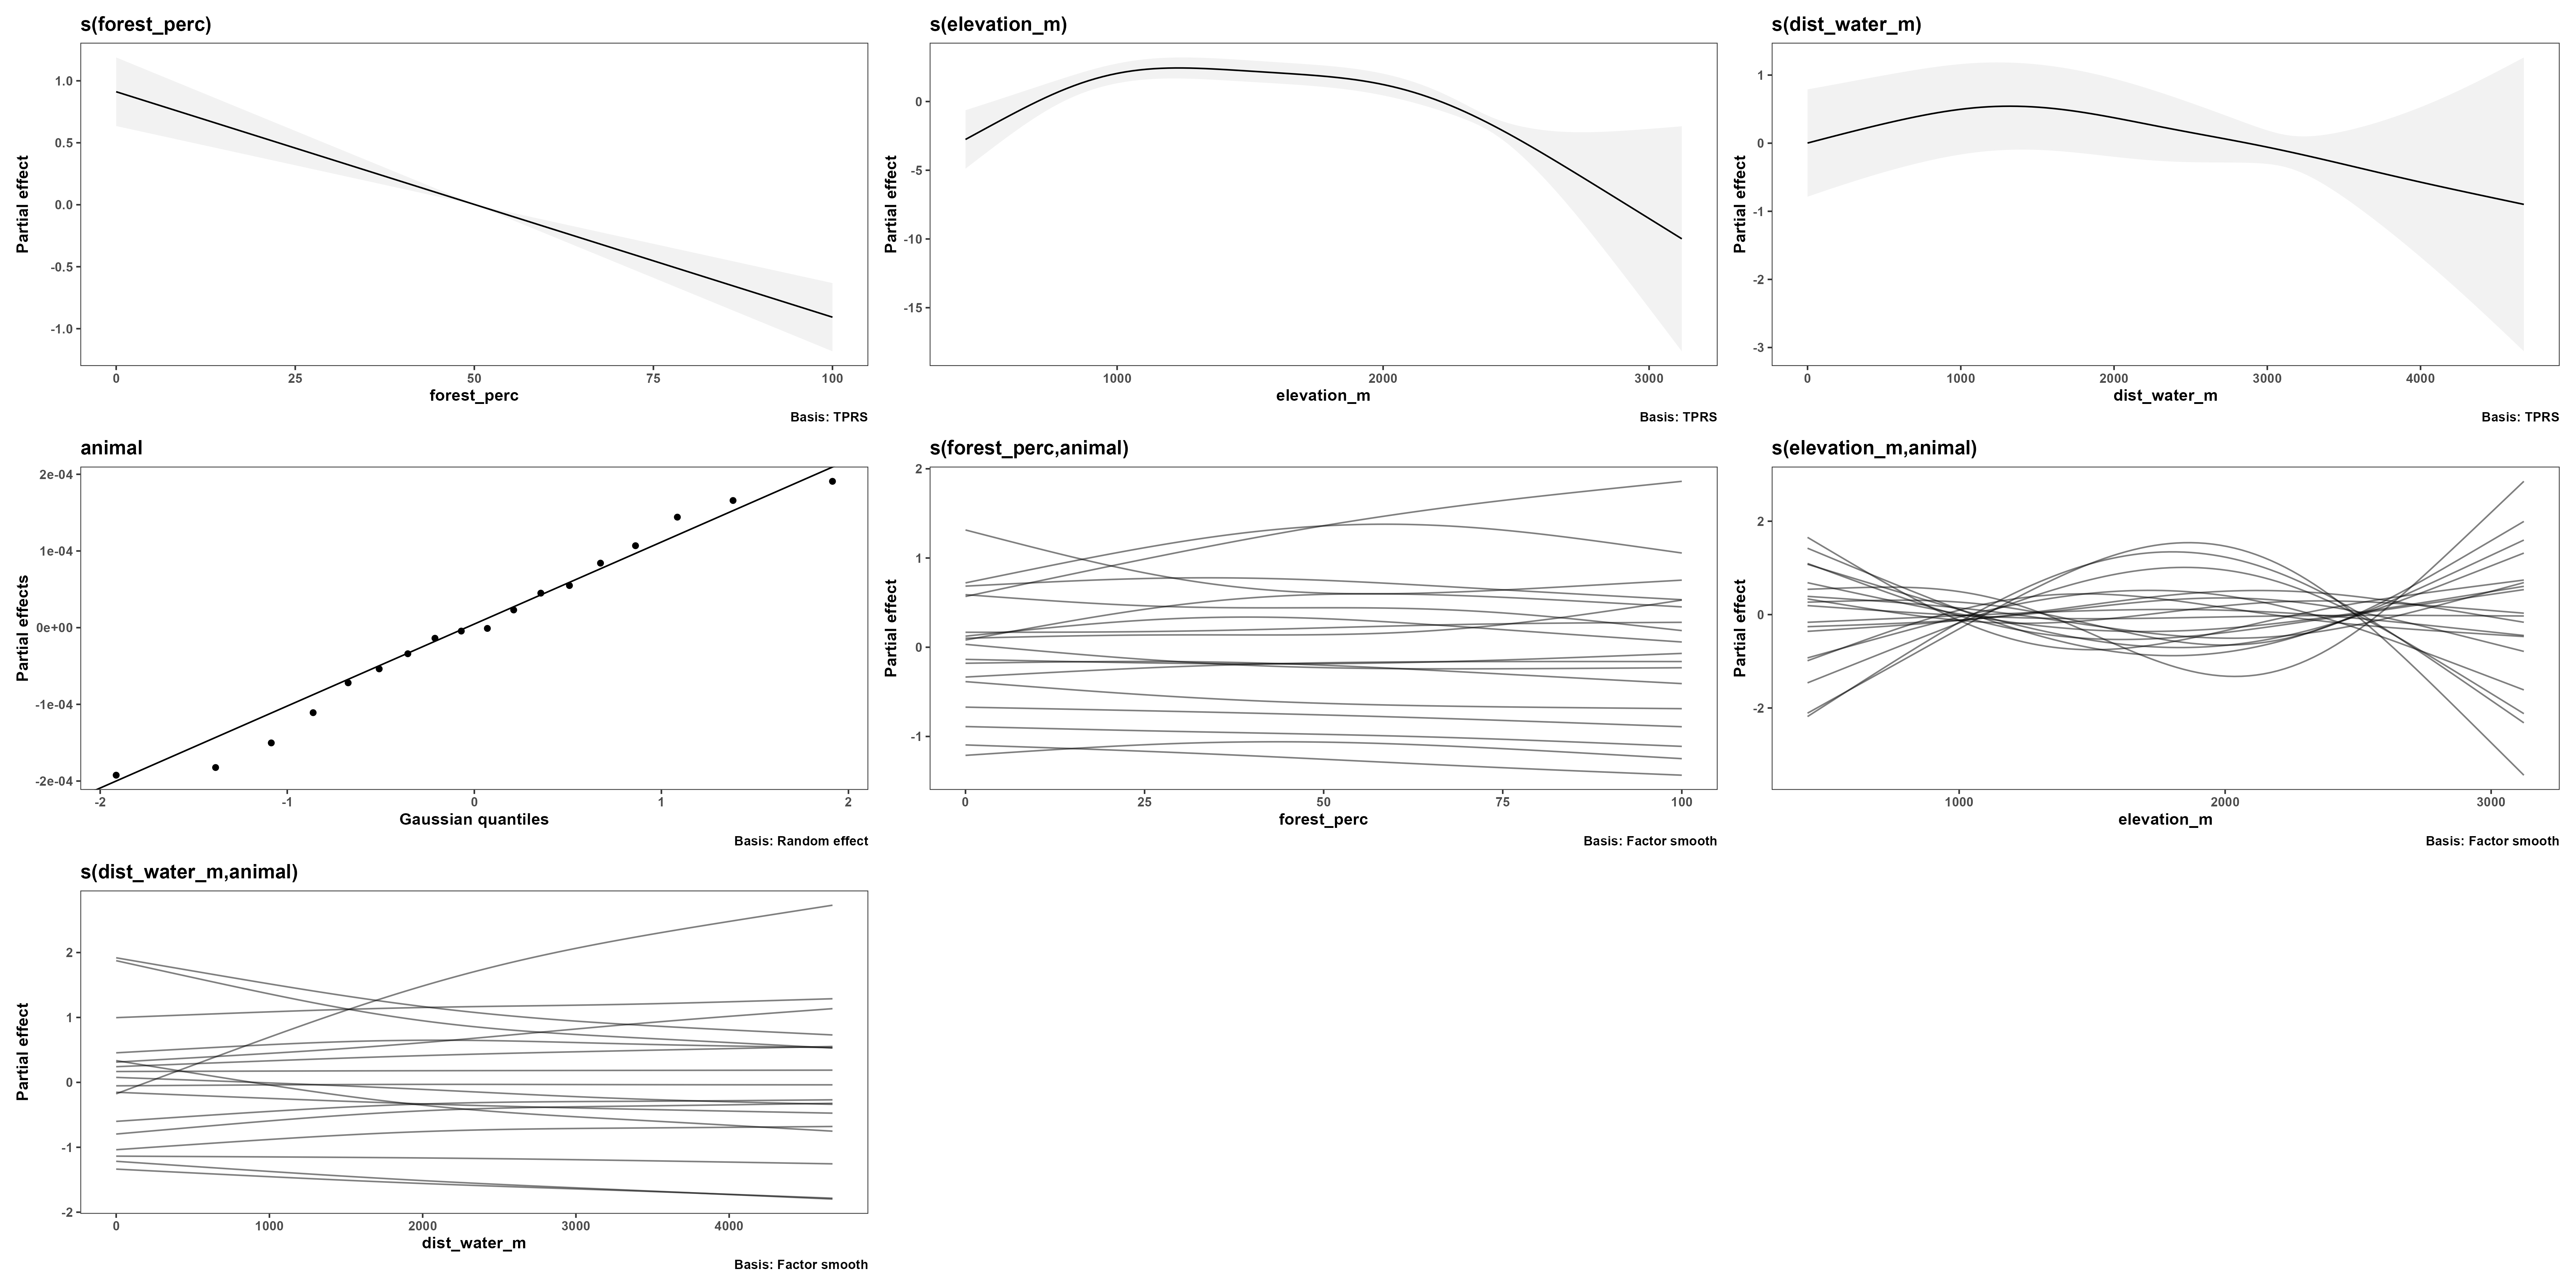 s(forest_perc)
Partial effect
1.0
0.5
0.0
-0.5
-1.0
0 25 50 75 100
forest_perc
Basis: TPRS
s(elevation_m)
Partial effect
0
-5
-10
-15
1000 2000 3000
elevation_m
Basis: TPRS
s(dist_water_m)
Partial effect
1
0
-1
-2
-3
0 1000 2000 3000 4000
dist_water_m
Basis: TPRS
animal
Partial effects
2e-04
1e-04
0e+00
-1e-04
-2e-04
-2 -1 0 1 2
Gaussian quantiles
Basis: Random effect
s(forest_perc,animal)
Partial effect
2
1
0
-1
0 25 50 75 100
forest_perc
Basis: Factor smooth
s(elevation_m,animal)
Partial effect
2
0
-2
1000 2000 3000
elevation_m
Basis: Factor smooth
s(dist_water_m,animal)
Partial effect
2
1
0
-1
-2
0 1000 2000 3000 4000
dist_water_m
Basis: Factor smooth